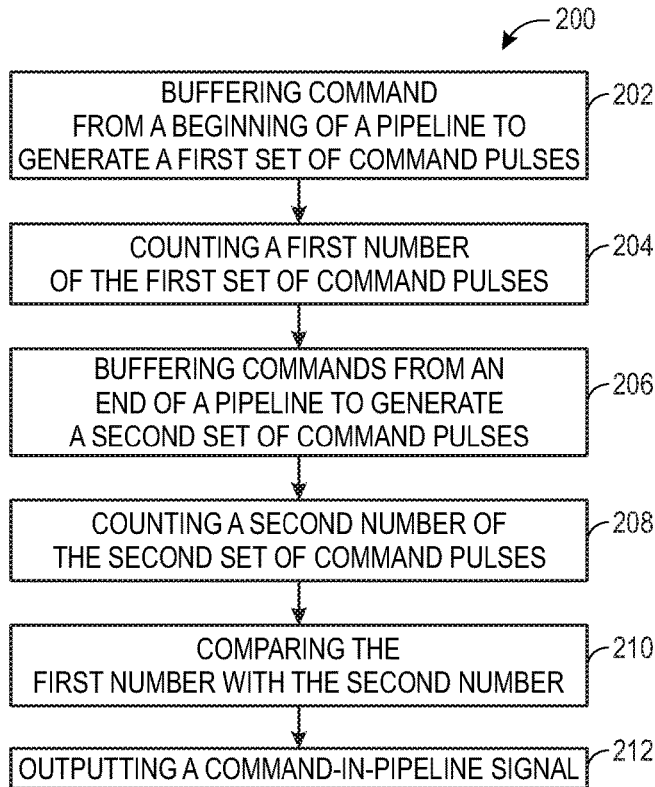 200
BUFFERING COMMAND
FROM A BEGINNING OF A PIPELINE TO
GENERATE A FIRST SET OF COMMAND PULSES
202
COUNTING A FIRST NUMBER
OF THE FIRST SET OF COMMAND PULSES
204
BUFFERING COMMANDS FROM AN
END OF A PIPELINE TO GENERATE
A SECOND SET OF COMMAND PULSES
206
COUNTING A SECOND NUMBER OF
THE SECOND SET OF COMMAND PULSES
208
COMPARING THE
FIRST NUMBER WITH THE SECOND NUMBER
210
OUTPUTTING A COMMAND-IN-PIPELINE SIGNAL
212